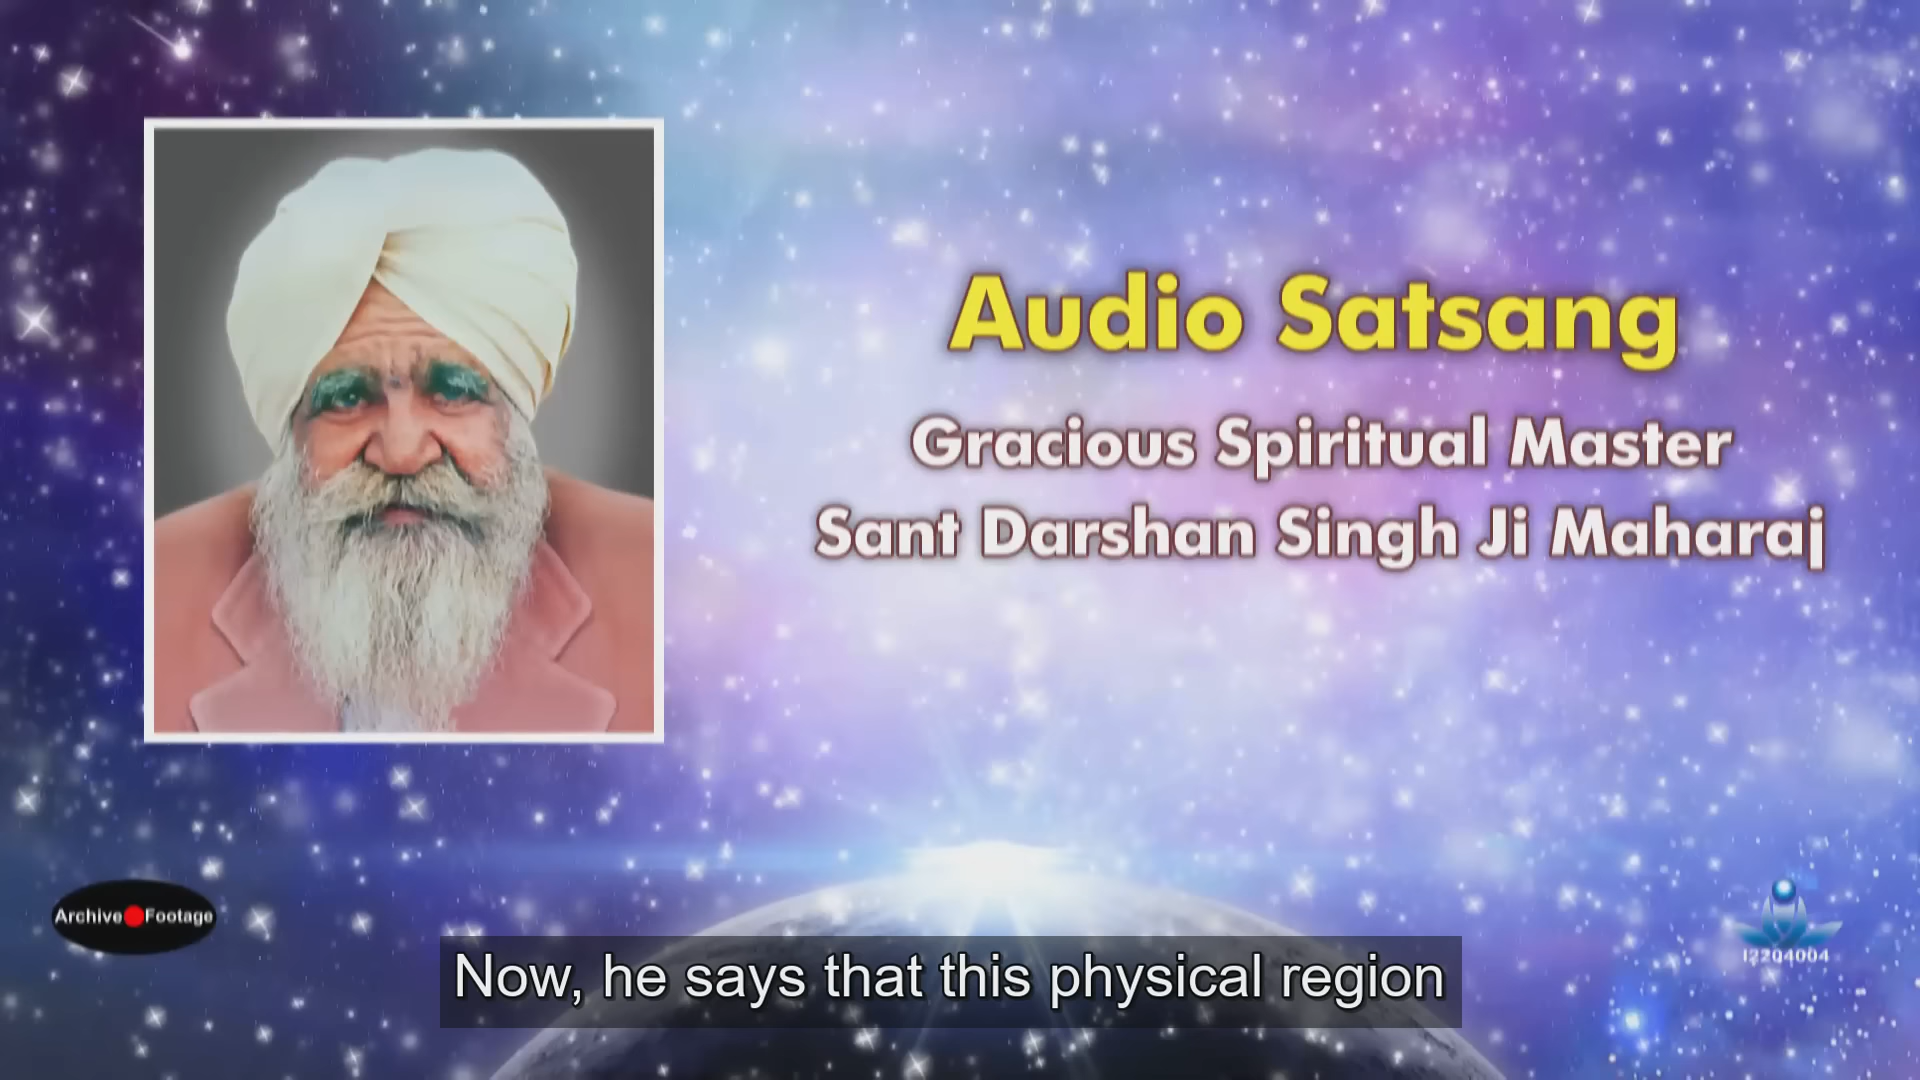 Audio Satsang
Gracious Spiritual Master
Sant Darshan Singh Ji Maharaj
Archive Footage
12204004
Now, he says that this physical region